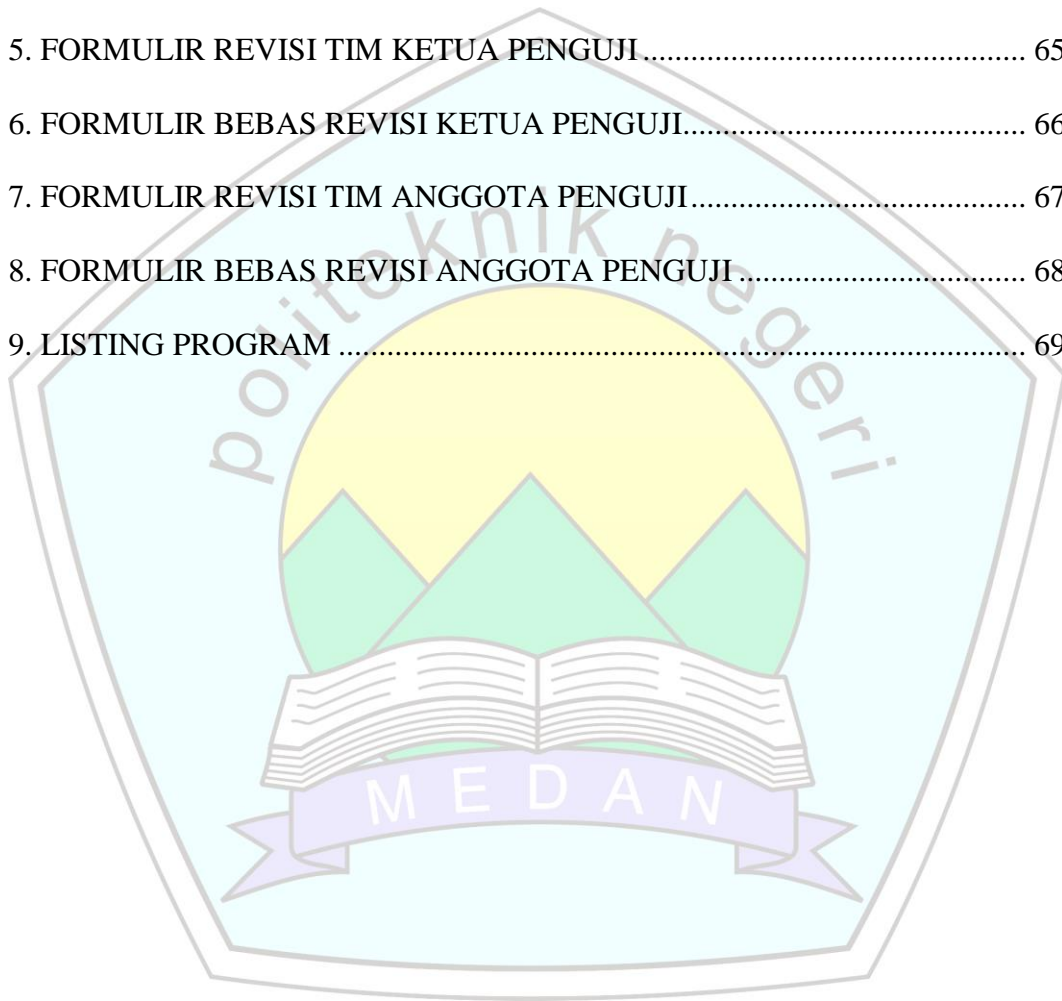 5. FORMULIR REVISI TIM KETUA PENGUJI ................................................ 65
6. FORMULIR BEBAS REVISI KETUA PENGUJI........................................... 66
7. FORMULIR REVISI TIM ANGGOTA PENGUJI .......................................... 67
8. FORMULIR BEBAS REVISI ANGGOTA PENGUJI .................................... 68
9. LISTING PROGRAM ...................................................................................... 69
politeknik negeri
MEDAN